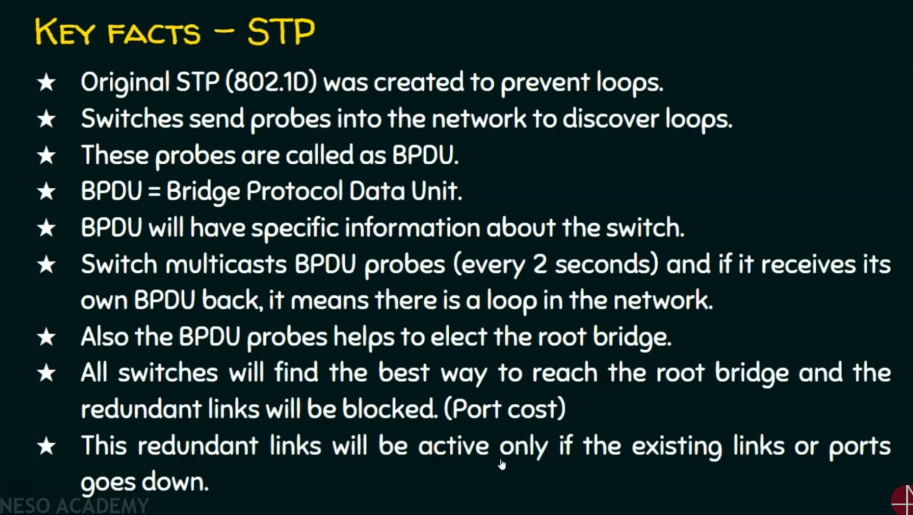 Key facts – STP
★ Original STP (802.1D) was created to prevent loops.
★ Switches send probes into the network to discover loops.
★ These probes are called as BPDU.
★ BPDU = Bridge Protocol Data Unit.
★ BPDU will have specific information about the switch.
★ Switch multicasts BPDU probes (every 2 seconds) and if it receives its
own BPDU back, it means there is a loop in the network.
★ Also the BPDU probes helps to elect the root bridge.
★ All switches will find the best way to reach the root bridge and the
redundant links will be blocked. (Port cost)
★ This redundant links will be active only if the existing links or ports
goes down.
NESO ACADEMY
N